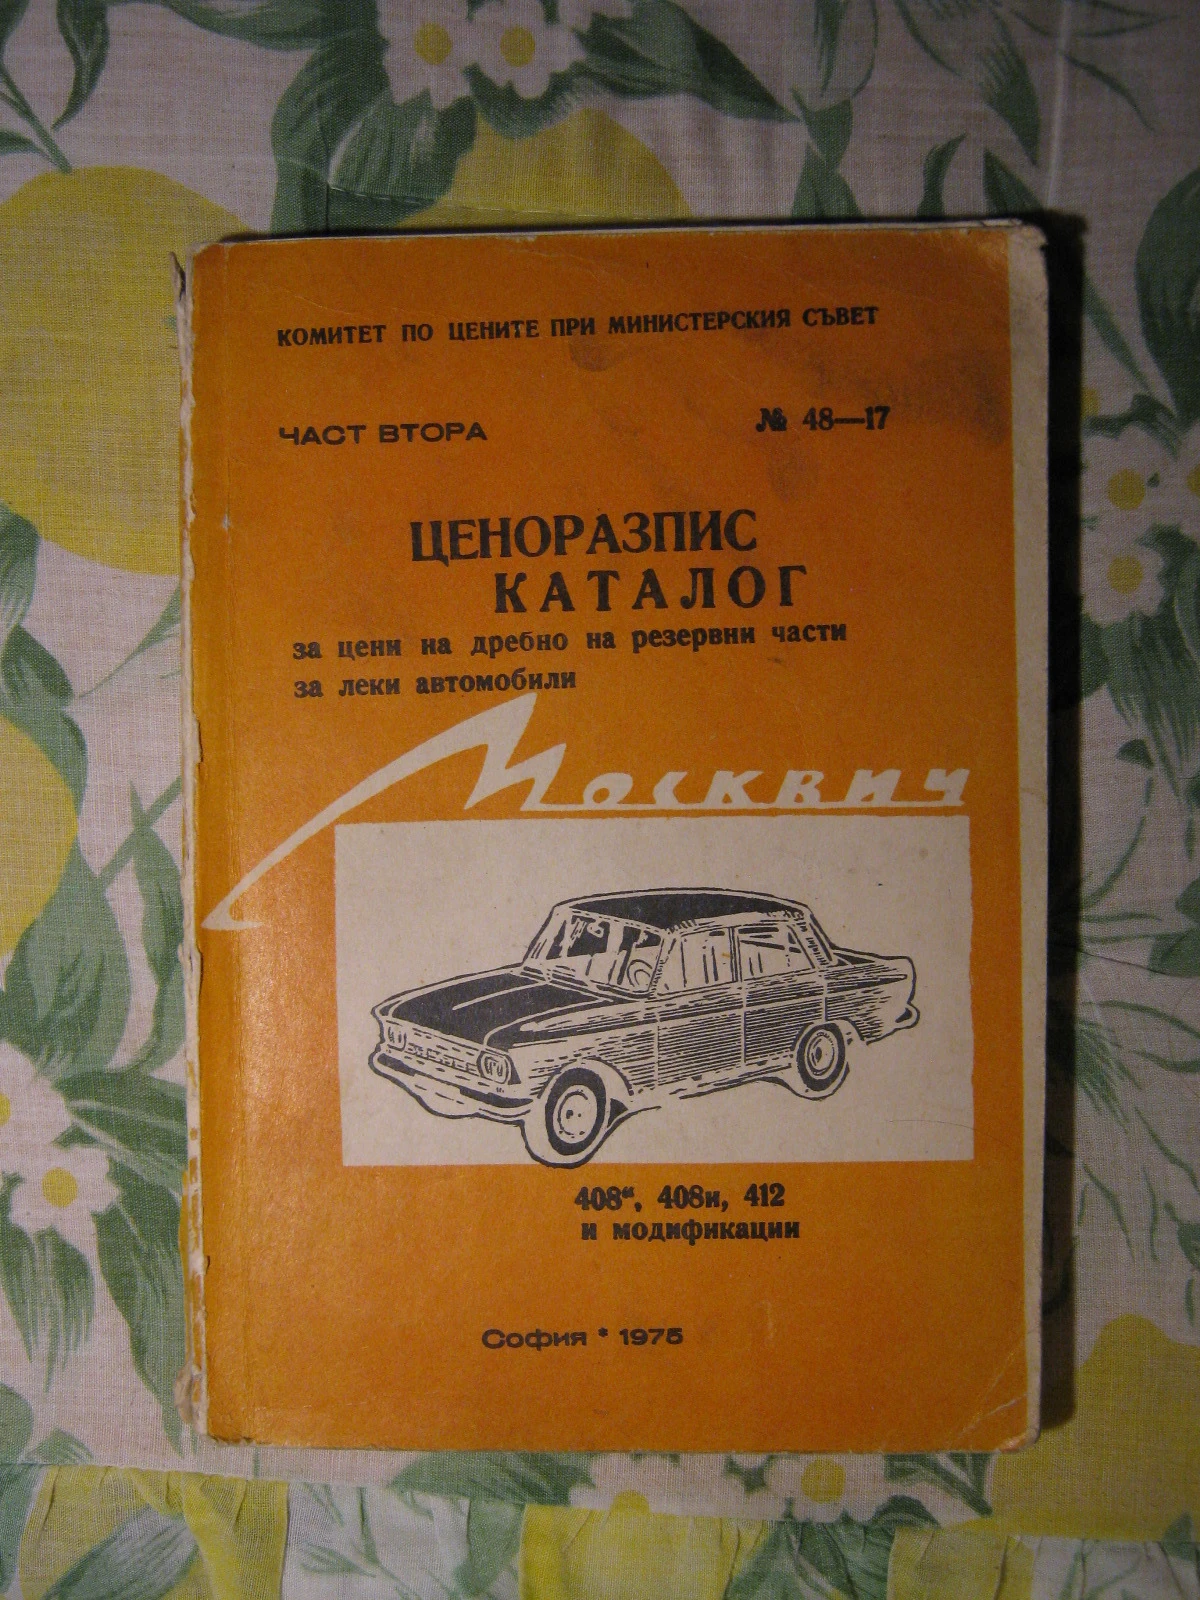 КОМИТЕТ ПО ЦЕНИТЕ ПРИ МИНИСТЕРСКИЯ СЪВЕТ
ЧАСТ ВТОРА № 48—17
ЦЕНОРАЗПИС
КАТАЛОГ
за цени на дребно на резервни части
за леки автомобили
Москвич
408“, 408и, 412
и модификации
София * 1975